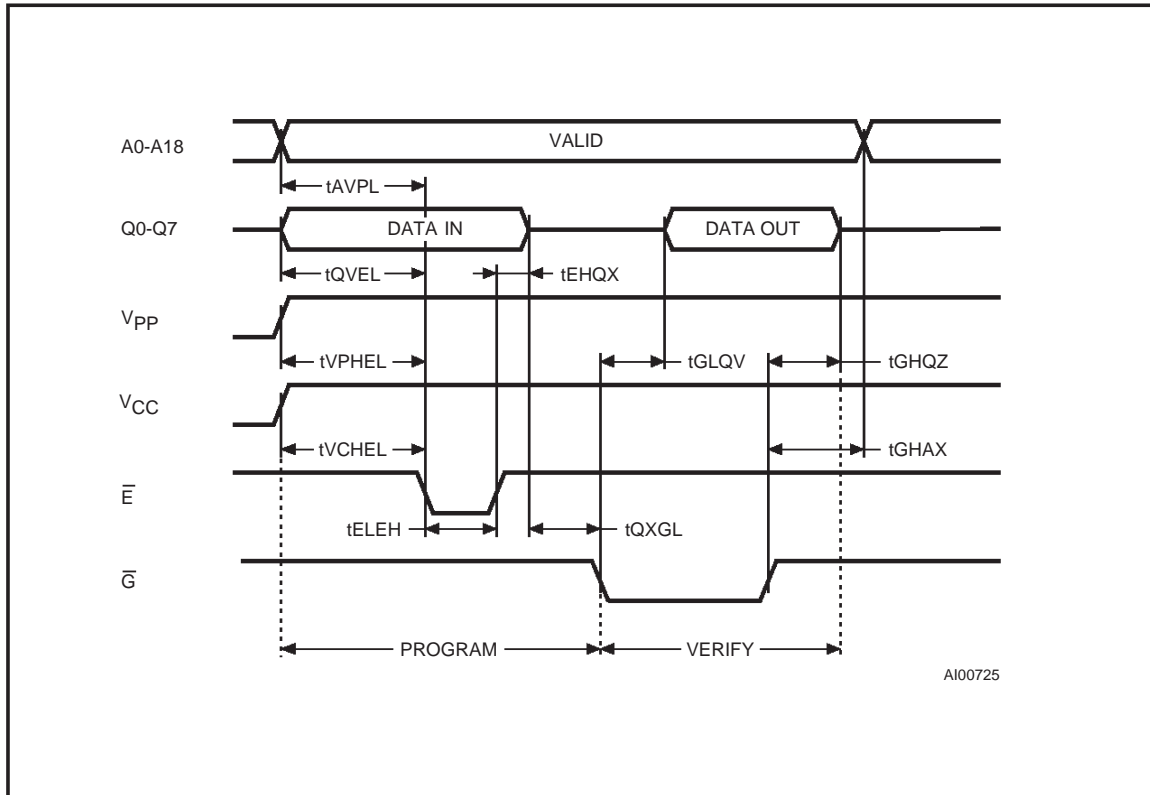 A0-A18
VALID
tAVPL
Q0-Q7
DATA IN
DATA OUT
tQVEL
tEHQX
VPP
tVPHEL
tGLQV
tGHQZ
VCC
tVCHEL
tGHAX
E̅
tELEH
tQXGL
G̅
PROGRAM
VERIFY
AI00725